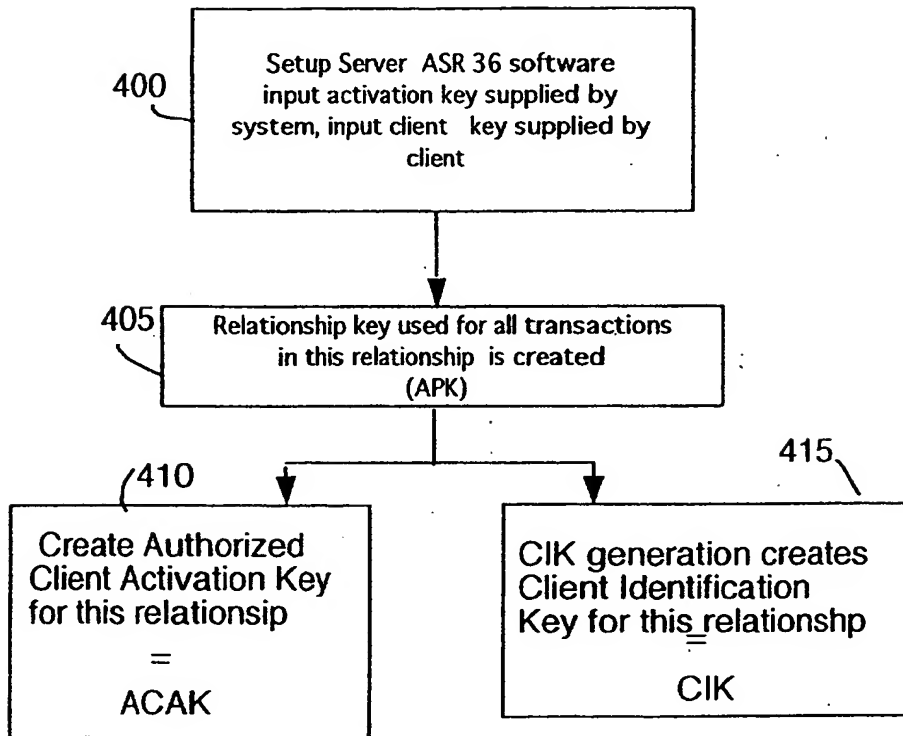 400
Setup Server ASR 36 software
input activation key supplied by
system, input client key supplied by
client
405
Relationship key used for all transactions
in this relationship is created
(APK)
410
Create Authorized
Client Activation Key
for this relationsip
=
ACAK
415
CIK generation creates
Client Identification
Key for this relationshp
=
CIK